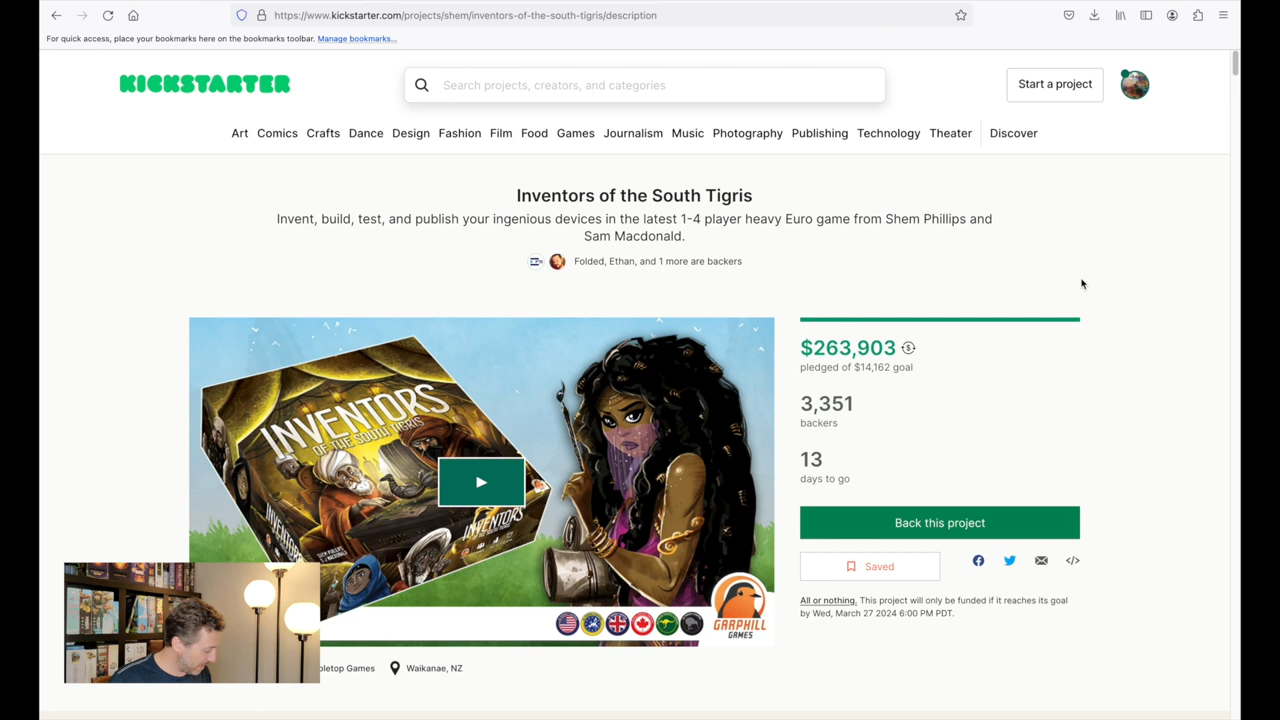 https://www.kickstarter.com/projects/shem/inventors-of-the-south-tigris/description
For quick access, place your bookmarks here on the bookmarks toolbar. Manage bookmarks...
KICKSTARTER
Search projects, creators, and categories
Start a project
Art Comics Crafts Dance Design Fashion Film Food Games Journalism Music Photography Publishing Technology Theater Discover
Inventors of the South Tigris
Invent, build, test, and publish your ingenious devices in the latest 1-4 player heavy Euro game from Shem Phillips and
Sam Macdonald.
Folded, Ethan, and 1 more are backers
INVENTORS
OF THE SOUTH TIGRIS
INVENTORS
INVENTORS
GARPHILL
GAMES
$263,903
pledged of $14,162 goal
3,351
backers
13
days to go
Back this project
Saved
All or nothing. This project will only be funded if it reaches its goal
by Wed, March 27 2024 6:00 PM PDT.
bletop Games
Waikanae, NZ